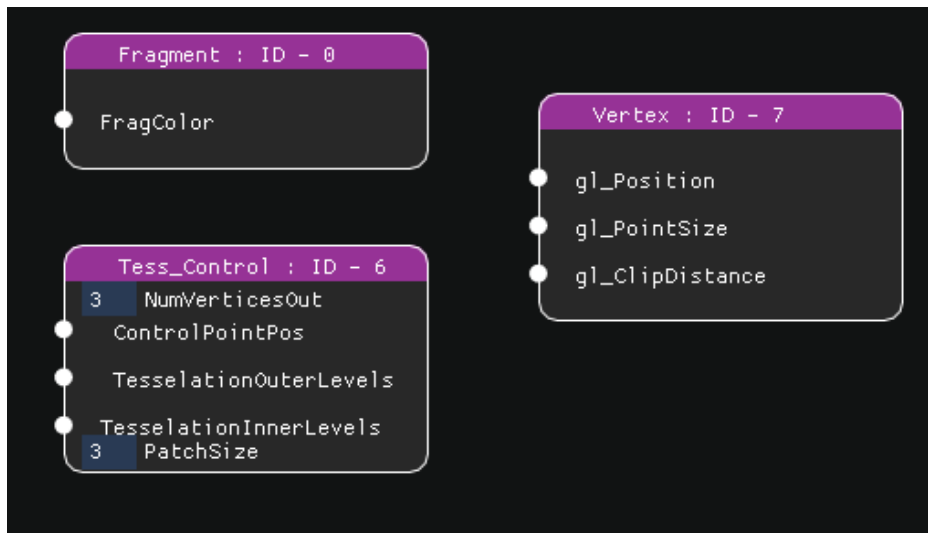 Fragment : ID - 0
FragColor
Vertex : ID - 7
gl_Position
gl_PointSize
gl_ClipDistance
Tess_Control : ID - 6
3 NumVerticesOut
ControlPointPos
TesselationOuterLevels
TesselationInnerLevels
3 PatchSize